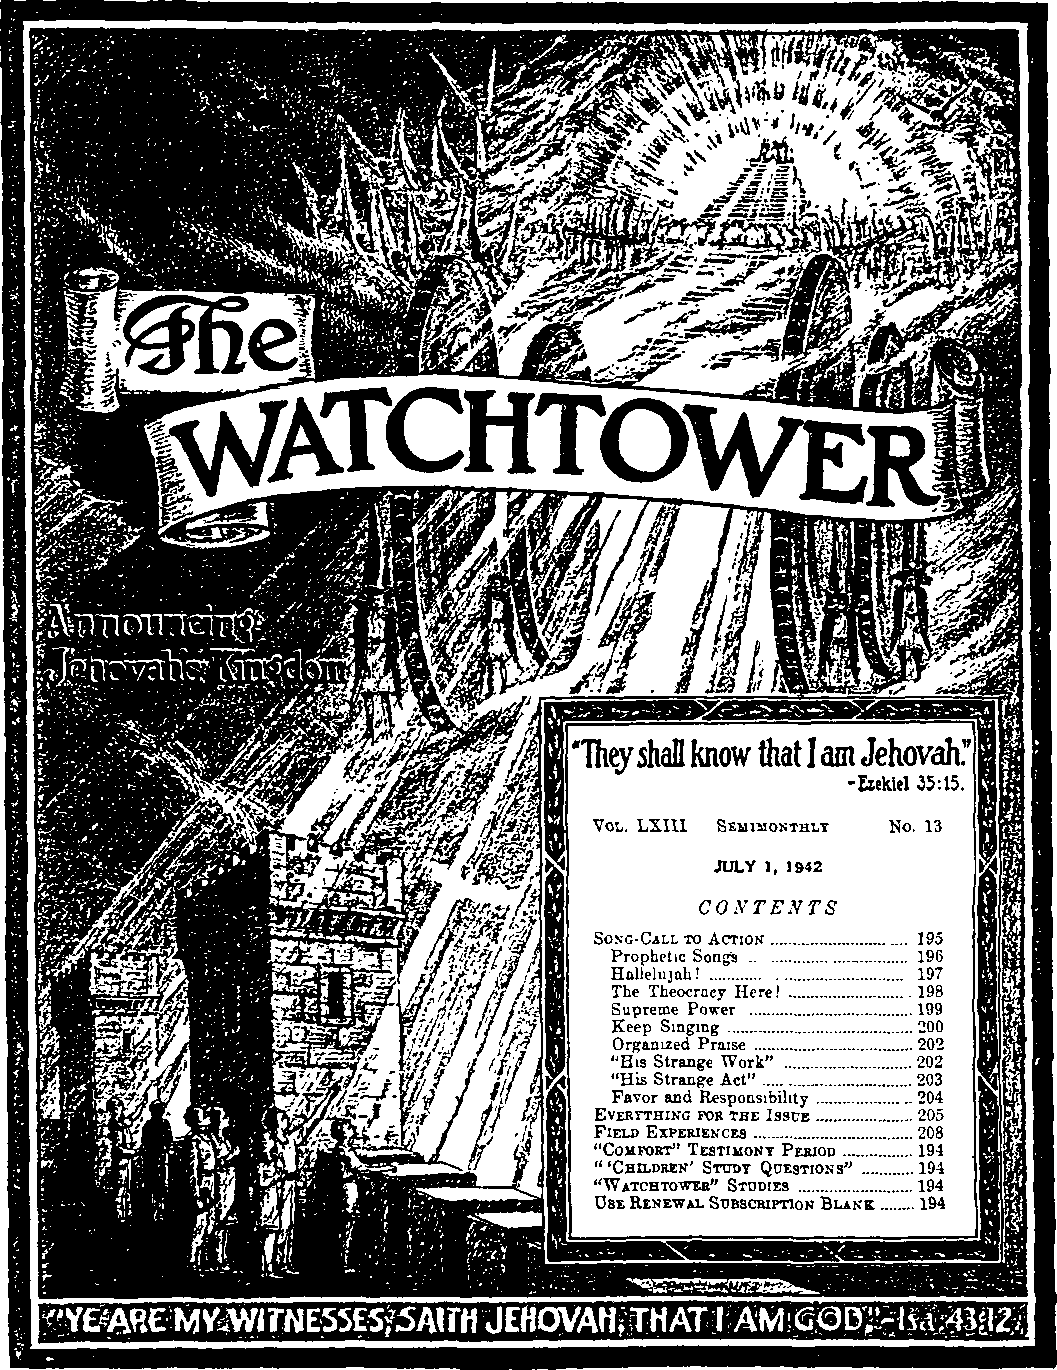 The
WATCHTOWER
Announcing
Jehovah's Kingdom
"They shall know that I am Jehovah."
-Ezekiel 35:15.
VOL. LXIII SEMIMONTHLY No. 13
JULY 1, 1942
CONTENTS
SONG-CALL TO ACTION ........................... 195
Prophetic Songs .. ............................... 196
Hallelujah! ........... ........................... 197
The Theocracy Here! ........................... 198
Supreme Power .................................. 199
Keep Singing ....................................... 200
Organized Praise ................................. 202
"His Strange Work" ............................ 202
"His Strange Act" .... ......................... 203
Favor and Responsibility ................... 204
EVERYTHING FOR THE ISSUE ................... 205
FIELD EXPERIENCES ................................ 208
"COMFORT" TESTIMONY PERIOD .............. 194
" 'CHILDREN' STUDY QUESTIONS" ........... 194
"WATCHTOWER" STUDIES ....................... 194
USE RENEWAL SUBSCRIPTION BLANK ........ 194
"YE ARE MY WITNESSES, SAITH JEHOVAH, THAT I AM GOD."-Isa. 43:12.